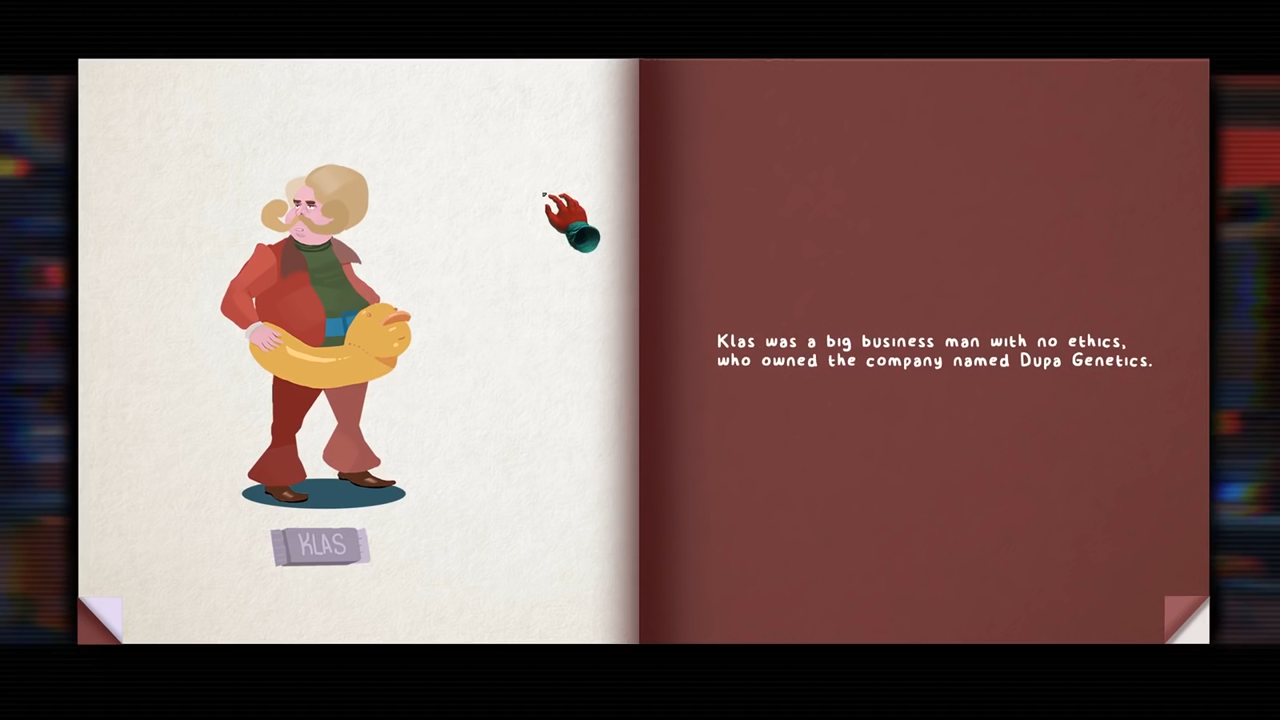 KLAS
Klas was a big business man with no ethics,
who owned the company named Dupa Genetics.